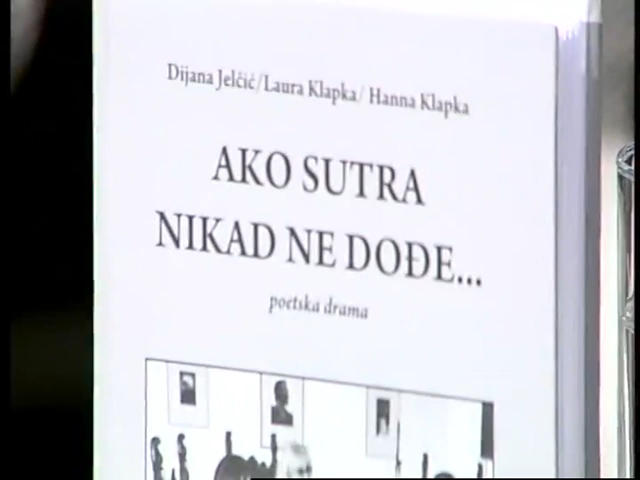 Dijana Jelčić/Laura Klapka/ Hanna Klapka
AKO SUTRA
NIKAD NE DOĐE...
poetska drama